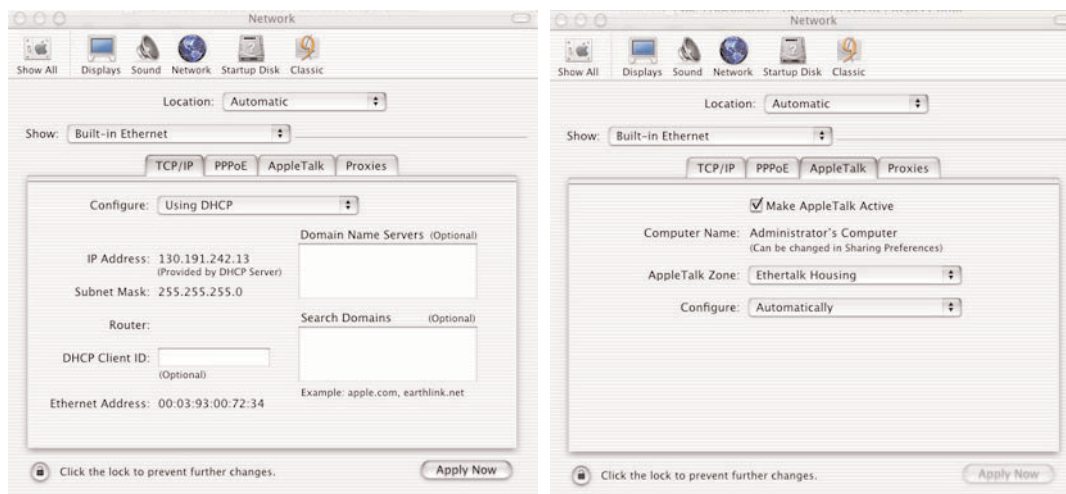 Network
Show All Displays Sound Network Startup Disk Classic
Location: Automatic
Show: Built-in Ethernet
TCP/IP PPPoE AppleTalk Proxies
Configure: Using DHCP
Domain Name Servers (Optional)
IP Address: 130.191.242.13
(Provided by DHCP Server)
Subnet Mask: 255.255.255.0
Search Domains (Optional)
Router:
DHCP Client ID:
(Optional)
Example: apple.com, earthlink.net
Ethernet Address: 00:03:93:00:72:34
Click the lock to prevent further changes.
Apply Now
Network
Show All Displays Sound Network Startup Disk Classic
Location: Automatic
Show: Built-in Ethernet
TCP/IP PPPoE AppleTalk Proxies
Make AppleTalk Active
Computer Name: Administrator's Computer
(Can be changed in Sharing Preferences)
AppleTalk Zone: Ethertalk Housing
Configure: Automatically
Click the lock to prevent further changes.
Apply Now